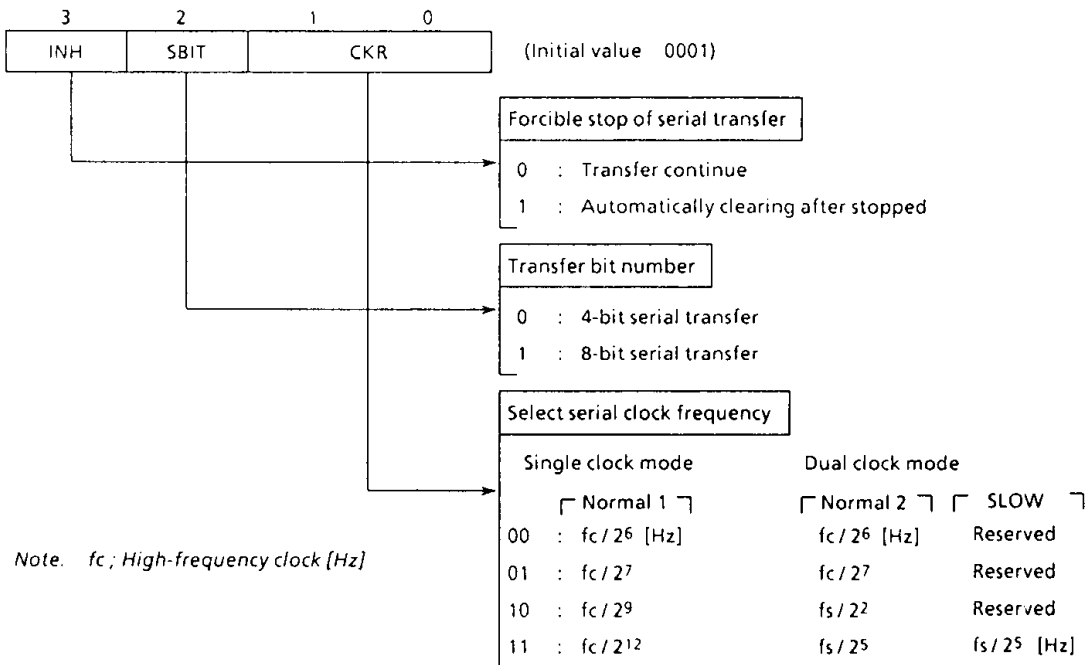 3 2 1 0
INH SBIT CKR (Initial value 0001)
Forcible stop of serial transfer
0 : Transfer continue
1 : Automatically clearing after stopped
Transfer bit number
0 : 4-bit serial transfer
1 : 8-bit serial transfer
Select serial clock frequency
Single clock mode Dual clock mode
Normal 1 Normal 2 SLOW
00 : fc/2⁶ [Hz] fc/2⁶ [Hz] Reserved
01 : fc/2⁷ fc/2⁷ Reserved
10 : fc/2⁹ fs/2² Reserved
11 : fc/2¹² fs/2⁵ fs/2⁵ [Hz]
Note. fc; High-frequency clock [Hz]